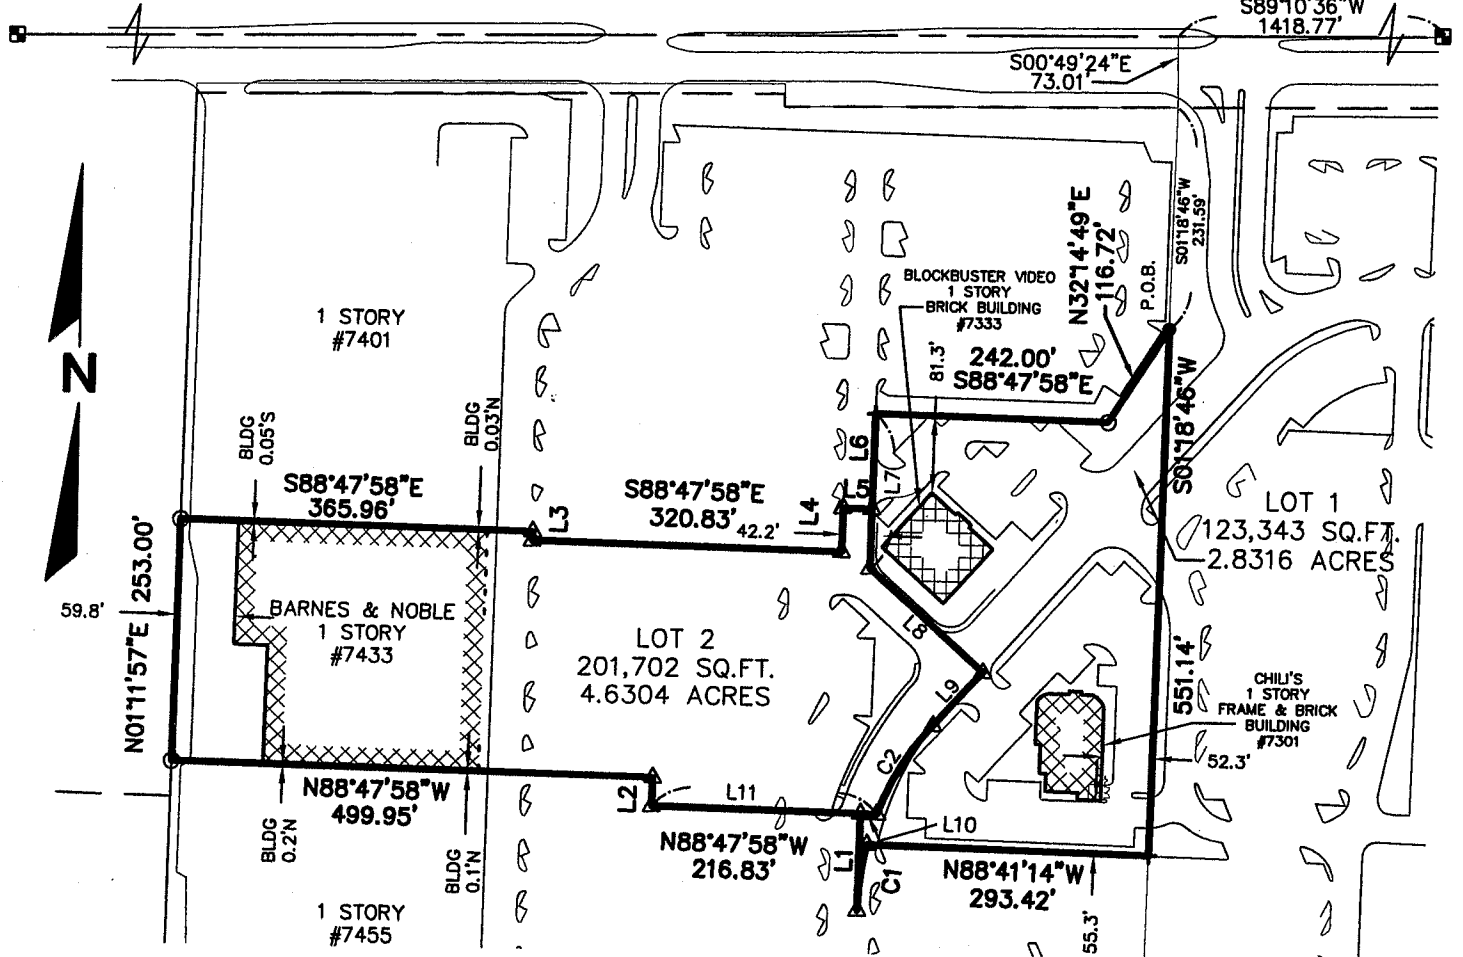 S89°10'36"W
1418.77'
S00°49'24"E
73.01'
S01°18'46"W
231.59'
N32°14'49"E
116.72'
P.O.B.
BLOCKBUSTER VIDEO
1 STORY
BRICK BUILDING
#7333
81.3'
242.00'
S88°47'58"E
1 STORY
#7401
N
BLDG
0.05'S
BLDG
0.03'N
S88°47'58"E
365.96'
L3
S88°47'58"E
320.83'
42.2'
L4
L5
L6
L7
S01°18'46"W
551.14'
LOT 1
123,343 SQ.FT.
2.8316 ACRES
253.00'
N01°11'57"E
59.8'
BARNES & NOBLE
1 STORY
#7433
LOT 2
201,702 SQ.FT.
4.6304 ACRES
L8
L9
C2
CHILI'S
1 STORY
FRAME & BRICK
BUILDING
#7301
52.3'
N88°47'58"W
499.95'
L2
L11
BLDG
0.2'N
BLDG
0.1'N
N88°47'58"W
216.83'
L1
C1
L10
N88°41'14"W
293.42'
55.3'
1 STORY
#7455